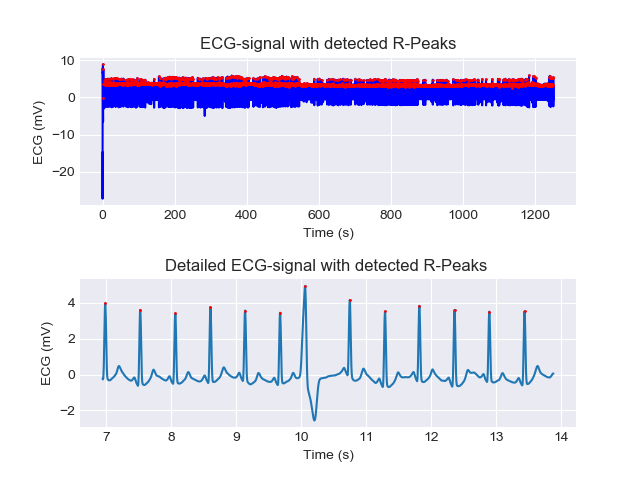 ECG-signal with detected R-Peaks
10
0
−10
−20
ECG (mV)
0 200 400 600 800 1000 1200
Time (s)
Detailed ECG-signal with detected R-Peaks
4
2
0
−2
ECG (mV)
7 8 9 10 11 12 13 14
Time (s)